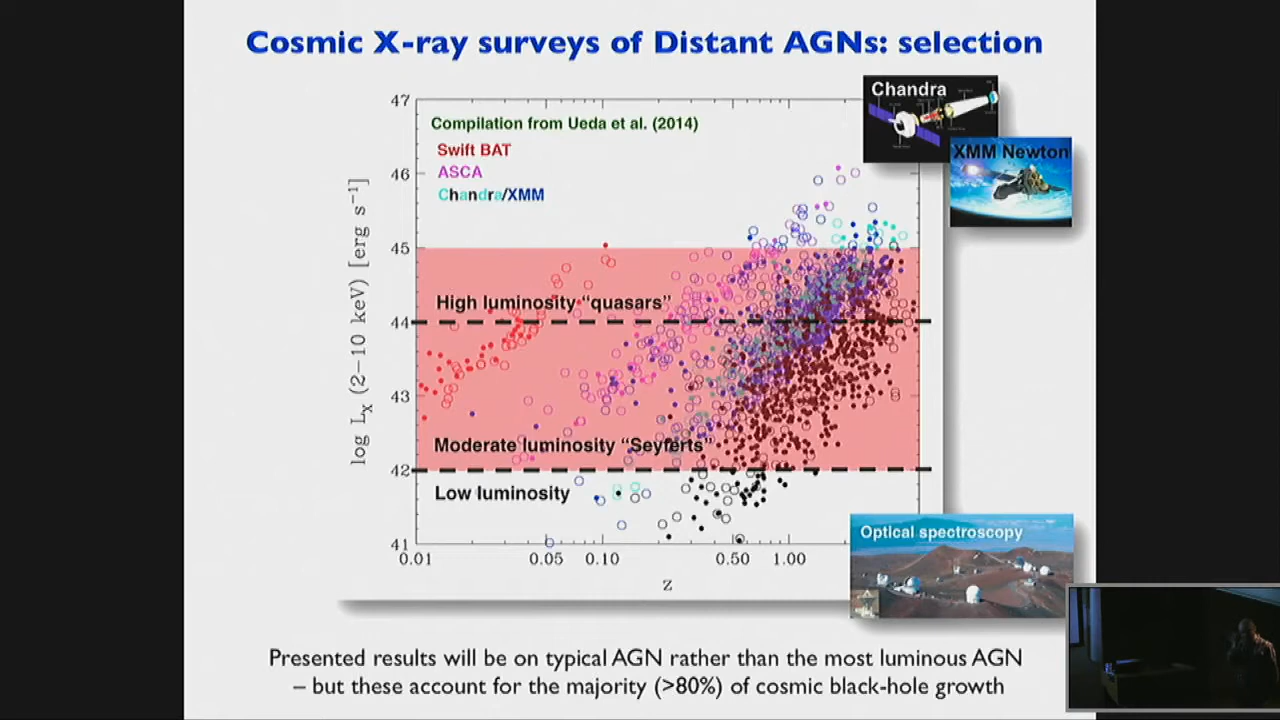 Cosmic X-ray surveys of Distant AGNs: selection
Chandra
XMM Newton
Compilation from Ueda et al. (2014)
Swift BAT
ASCA
Chandra/XMM
47
46
45
44
43
42
41
log Lx (2–10 keV) [erg s⁻¹]
High luminosity “quasars”
Moderate luminosity “Seyferts”
Low luminosity
0.01
0.05
0.10
0.50
1.00
z
Optical spectroscopy
Presented results will be on typical AGN rather than the most luminous AGN
– but these account for the majority (>80%) of cosmic black-hole growth